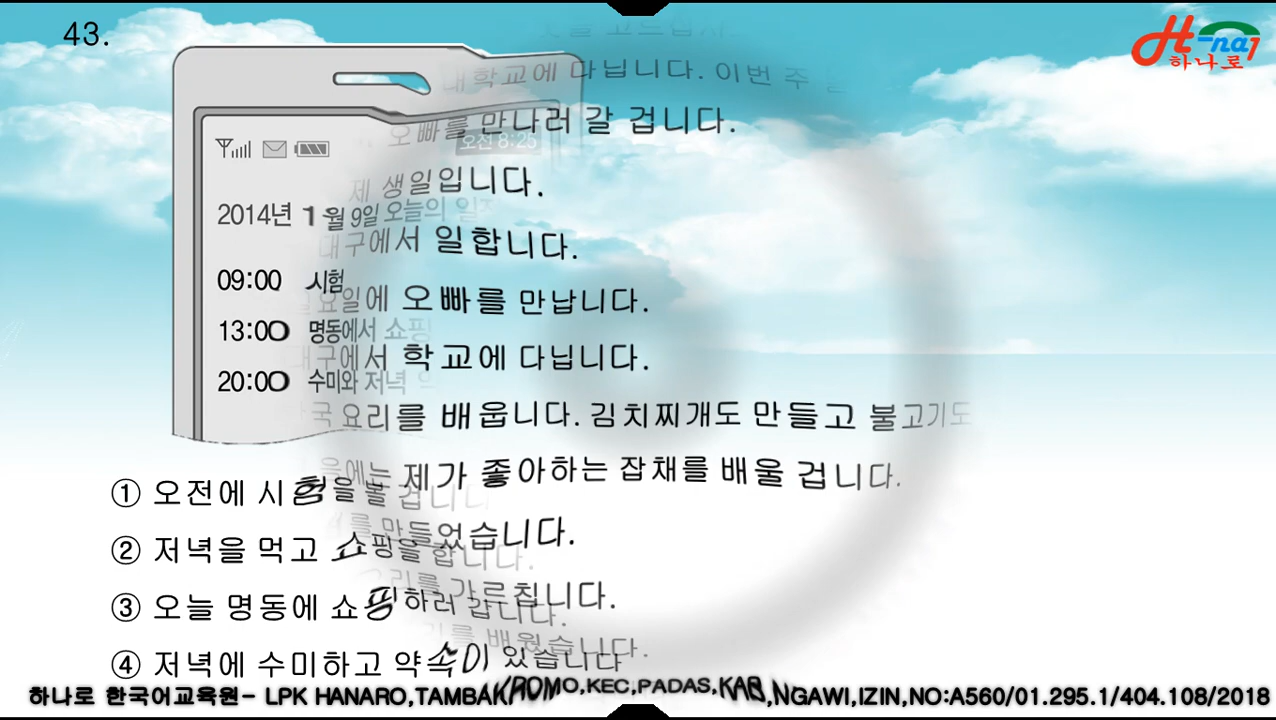 43.
H-na
하나로
대학교에 다닙니다. 이번 주
오빠를 만나러 갈 겁니다.
오전 8:25
제 생일입니다.
2014년 1월 9일 오늘의 일정
대구에서 일합니다.
09:00 시험
요일에 오빠를 만납니다.
13:00 명동에서 쇼핑
대구에서 학교에 다닙니다.
20:00 수미와 저녁 약
요리를 배웁니다. 김치찌개도 만들고 불고기도
에는 제가 좋아하는 잡채를 배울 겁니다.
① 오전에 시험을 볼 겁니다
를 만들었습니다.
② 저녁을 먹고 쇼핑을 합니다.
요리를 가르칩니다.
③ 오늘 명동에 쇼핑하러 갑니다.
를 배웠습니다.
④ 저녁에 수미하고 약속이 있습니다
하나로 한국어교육원- LPK HANARO,TAMBAKROMO,KEC,PADAS,KAB,NGAWI,IZIN,NO:A560/01.295.1/404.108/2018